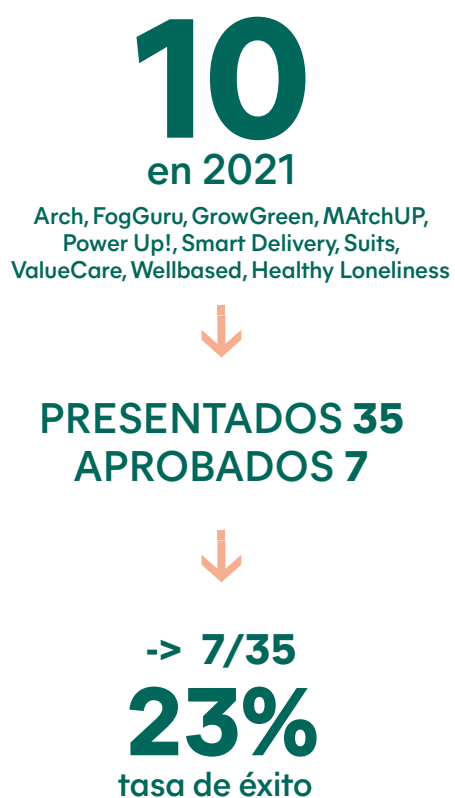 10
en 2021
Arch, FogGuru, GrowGreen, MAtchUP,
Power Up!, Smart Delivery, Suits,
ValueCare, Wellbased, Healthy Loneliness
PRESENTADOS 35
APROBADOS 7
-> 7/35
23%
tasa de éxito